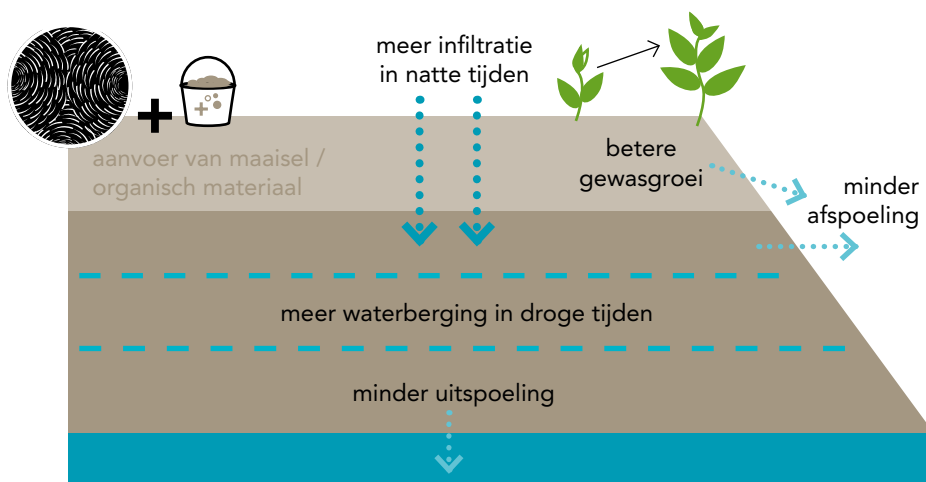 meer infiltratie
in natte tijden
aanvoer van maaisel /
organisch materiaal
betere
gewasgroei
minder
afspoeling
meer waterberging in droge tijden
minder uitspoeling